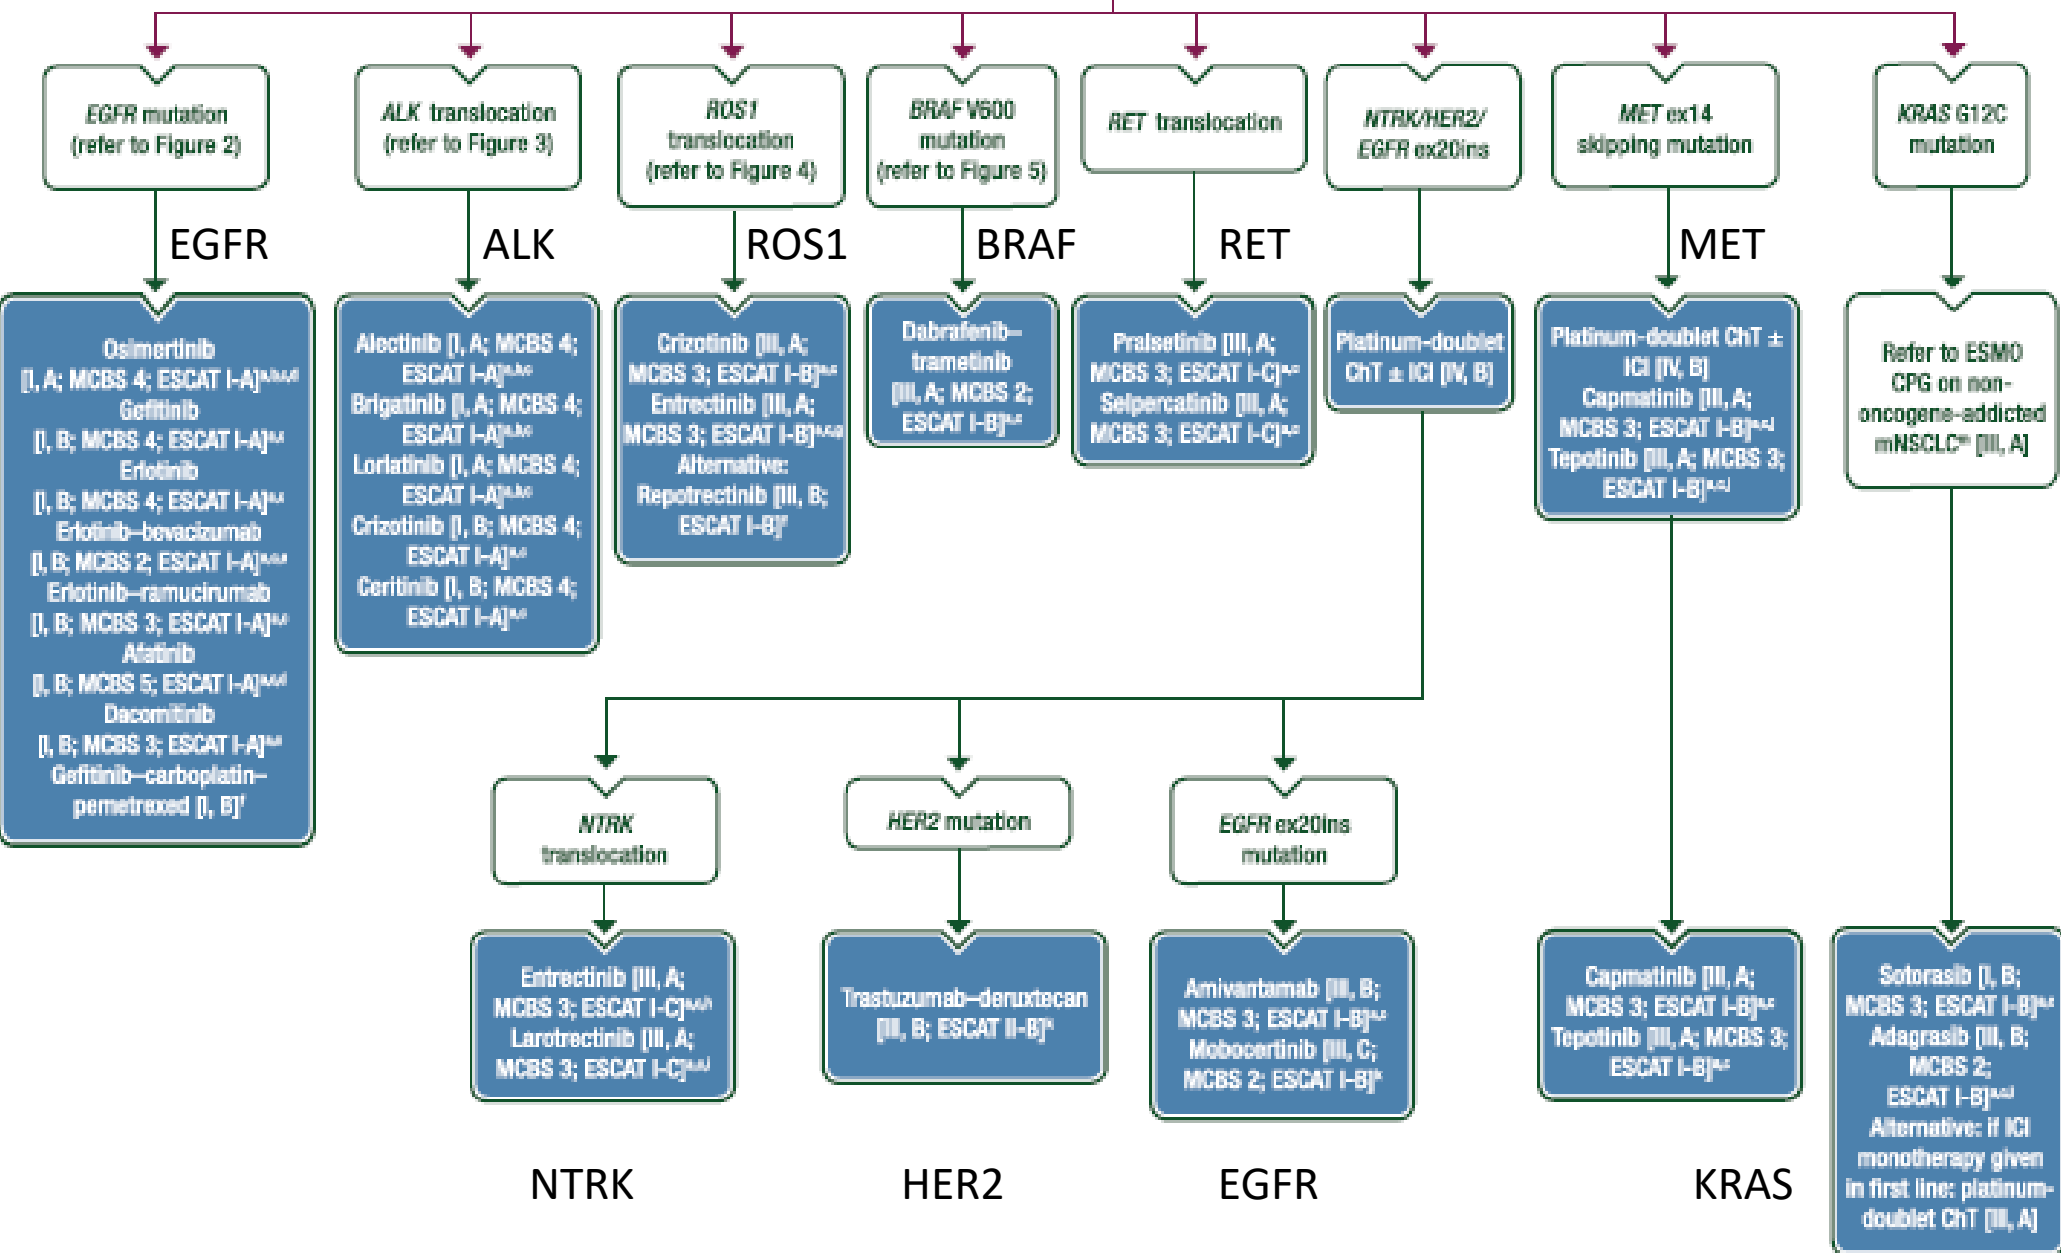 EGFR mutation
(refer to Figure 2)
ALK translocation
(refer to Figure 3)
ROS1
translocation
(refer to Figure 4)
BRAF V600
mutation
(refer to Figure 5)
RET translocation
NTRK/HER2/
EGFR ex20ins
MET ex14
skipping mutation
KRAS G12C
mutation
EGFR
ALK
ROS1
BRAF
RET
MET
Osimertinib
[I, A; MCBS 4; ESCAT I-A]
Gefitinib
[I, B; MCBS 4; ESCAT I-A]
Erlotinib
[I, B; MCBS 4; ESCAT I-A]
Erlotinib–bevacizumab
[I, B; MCBS 2; ESCAT I-A]
Erlotinib–ramucirumab
[I, B; MCBS 3; ESCAT I-A]
Afatinib
[I, B; MCBS 5; ESCAT I-A]
Dacomitinib
[I, B; MCBS 3; ESCAT I-A]
Gefitinib–carboplatin–
pemetrexed [I, B]f
Alectinib [I, A; MCBS 4;
ESCAT I-A]a,b,c
Brigatinib [I, A; MCBS 4;
ESCAT I-A]a,b,c
Lorlatinib [I, A; MCBS 4;
ESCAT I-A]a,b,c
Crizotinib [I, B; MCBS 4;
ESCAT I-A]a,c
Ceritinib [I, B; MCBS 4;
ESCAT I-A]a,c
Crizotinib [III, A;
MCBS 3; ESCAT I-B]a,c
Entrectinib [III, A;
MCBS 3; ESCAT I-B]a,c,g
Alternative:
Repotrectinib [III, B;
ESCAT I-B]f
Dabrafenib–
trametinib
[III, A; MCBS 2;
ESCAT I-B]a,c
Pralsetinib [III, A;
MCBS 3; ESCAT I-C]a,c
Selpercatinib [III, A;
MCBS 3; ESCAT I-C]a,c
Platinum-doublet
ChT ± ICI [IV, B]
Platinum-doublet ChT ±
ICI [IV, B]
Capmatinib [III, A;
MCBS 3; ESCAT I-B]
Tepotinib [III, A; MCBS 3;
ESCAT I-B]
Refer to ESMO
CPG on non-
oncogene-addicted
mNSCLCm [III, A]
NTRK
translocation
HER2 mutation
EGFR ex20ins
mutation
Entrectinib [III, A;
MCBS 3; ESCAT I-C]
Larotrectinib [III, A;
MCBS 3; ESCAT I-C]
Trastuzumab–deruxtecan
[III, B; ESCAT II-B]k
Amivantamab [III, B;
MCBS 3; ESCAT I-B]a,c
Mobocertinib [III, C;
MCBS 2; ESCAT I-B]k
Capmatinib [III, A;
MCBS 3; ESCAT I-B]a,c
Tepotinib [III, A; MCBS 3;
ESCAT I-B]a,c
Sotorasib [I, B;
MCBS 3; ESCAT I-B]a,c
Adagrasib [III, B;
MCBS 2;
ESCAT I-B]
Alternative: if ICI
monotherapy given
in first line: platinum-
doublet ChT [III, A]
NTRK
HER2
EGFR
KRAS